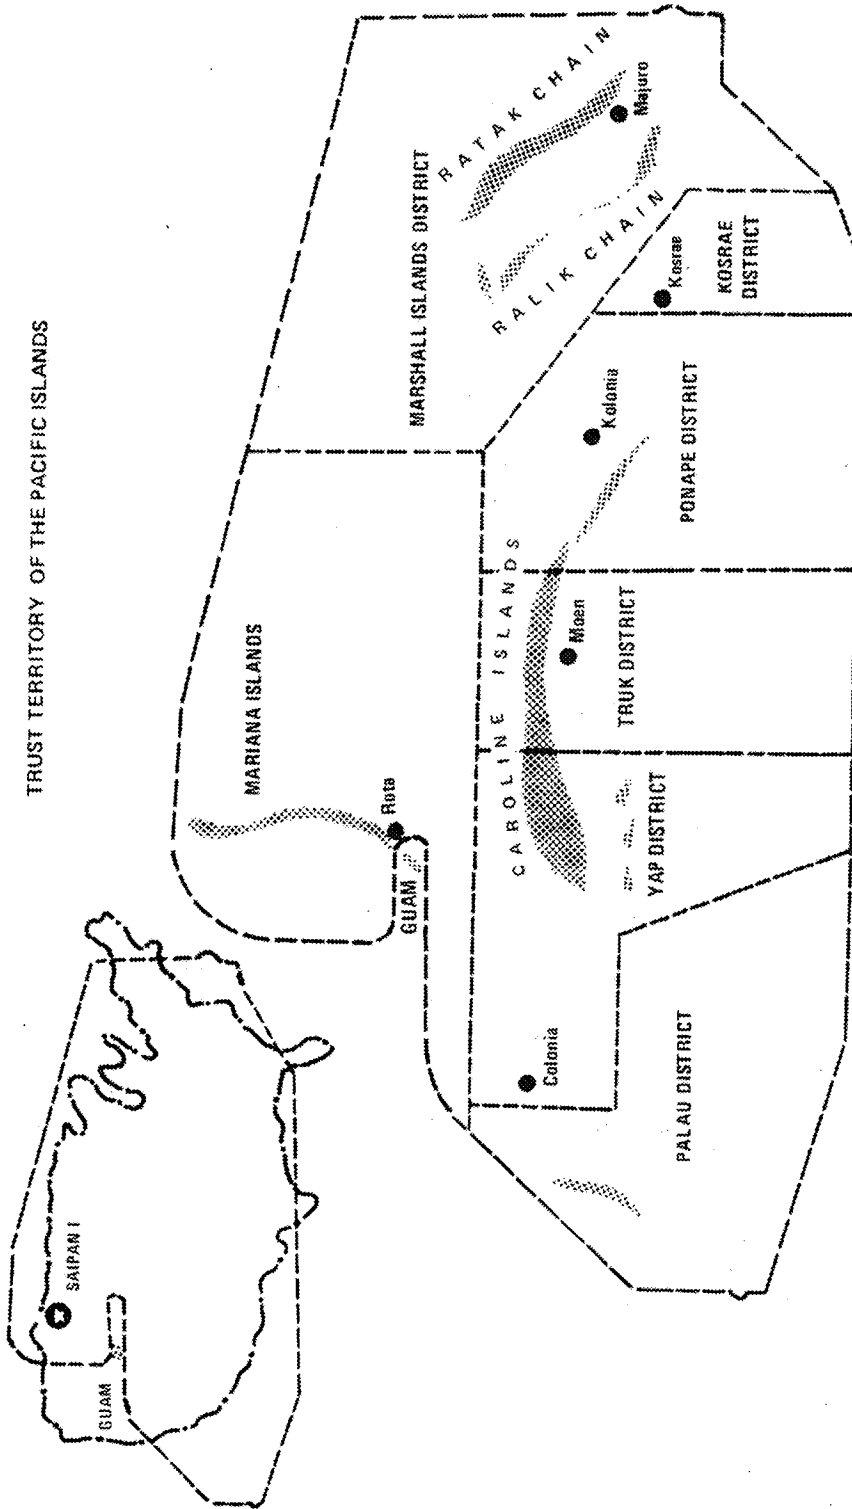 TRUST TERRITORY OF THE PACIFIC ISLANDS
SAIPAN I
GUAM
MARIANA ISLANDS
Rota
GUAM
MARSHALL ISLANDS DISTRICT
RATAK CHAIN
RALIK CHAIN
Majuro
CAROLINE ISLANDS
Colonia
Moen
Kolonia
Kosrae
PALAU DISTRICT
YAP DISTRICT
TRUK DISTRICT
PONAPE DISTRICT
KOSRAE
DISTRICT